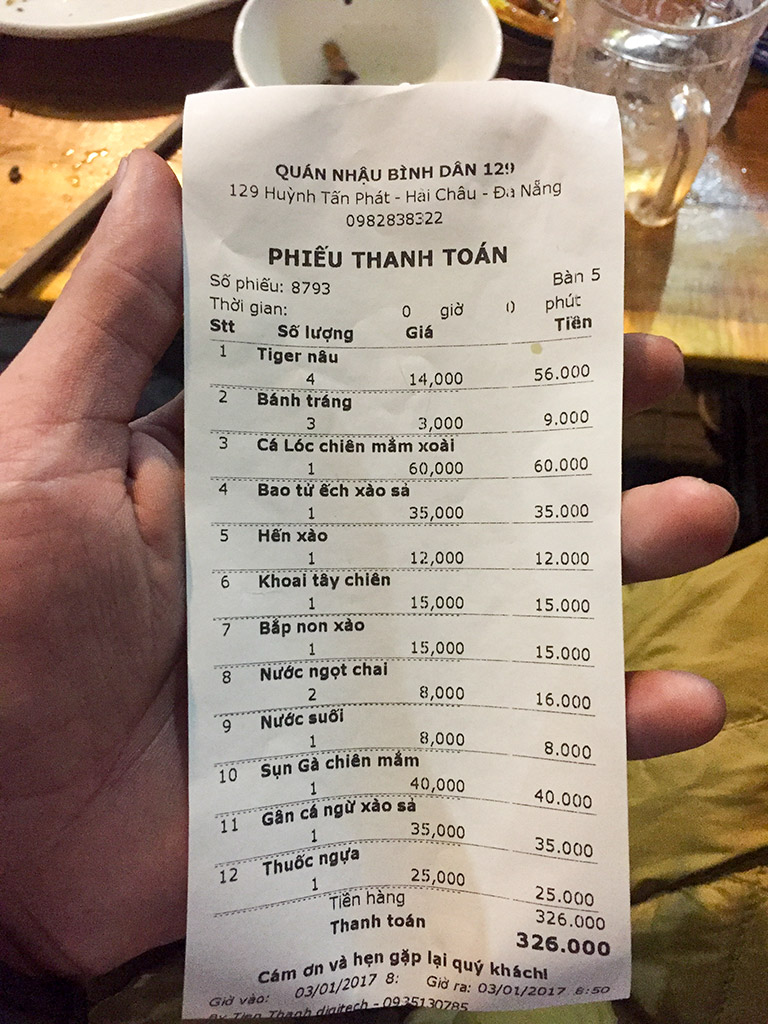 QUÁN NHẬU BÌNH DÂN 129
129 Huỳnh Tấn Phát - Hải Châu - Đà Nẵng
0982838322
PHIẾU THANH TOÁN
Số phiếu: 8793 Bàn 5
Thời gian: 0 giờ 0 phút
Stt Số lượng Giá Tiền
1 Tiger nâu
4 14,000 56.000
2 Bánh tráng
3 3,000 9.000
3 Cá Lóc chiên mắm xoài
1 60,000 60.000
4 Bao tử ếch xào sả
1 35,000 35.000
5 Hến xào
1 12,000 12.000
6 Khoai tây chiên
1 15,000 15.000
7 Bắp non xào
1 15,000 15.000
8 Nước ngọt chai
2 8,000 16.000
9 Nước suối
1 8,000 8.000
10 Sụn Gà chiên mắm
1 40,000 40.000
11 Gân cá ngừ xào sả
1 35,000 35.000
12 Thuốc ngựa
1 25,000 25.000
Tiền hàng 326.000
Thanh toán 326.000
Cám ơn và hẹn gặp lại quý khách!
Giờ vào: 03/01/2017 8: Giờ ra: 03/01/2017 8:50
By Tien Thanh digitech - 0935130785